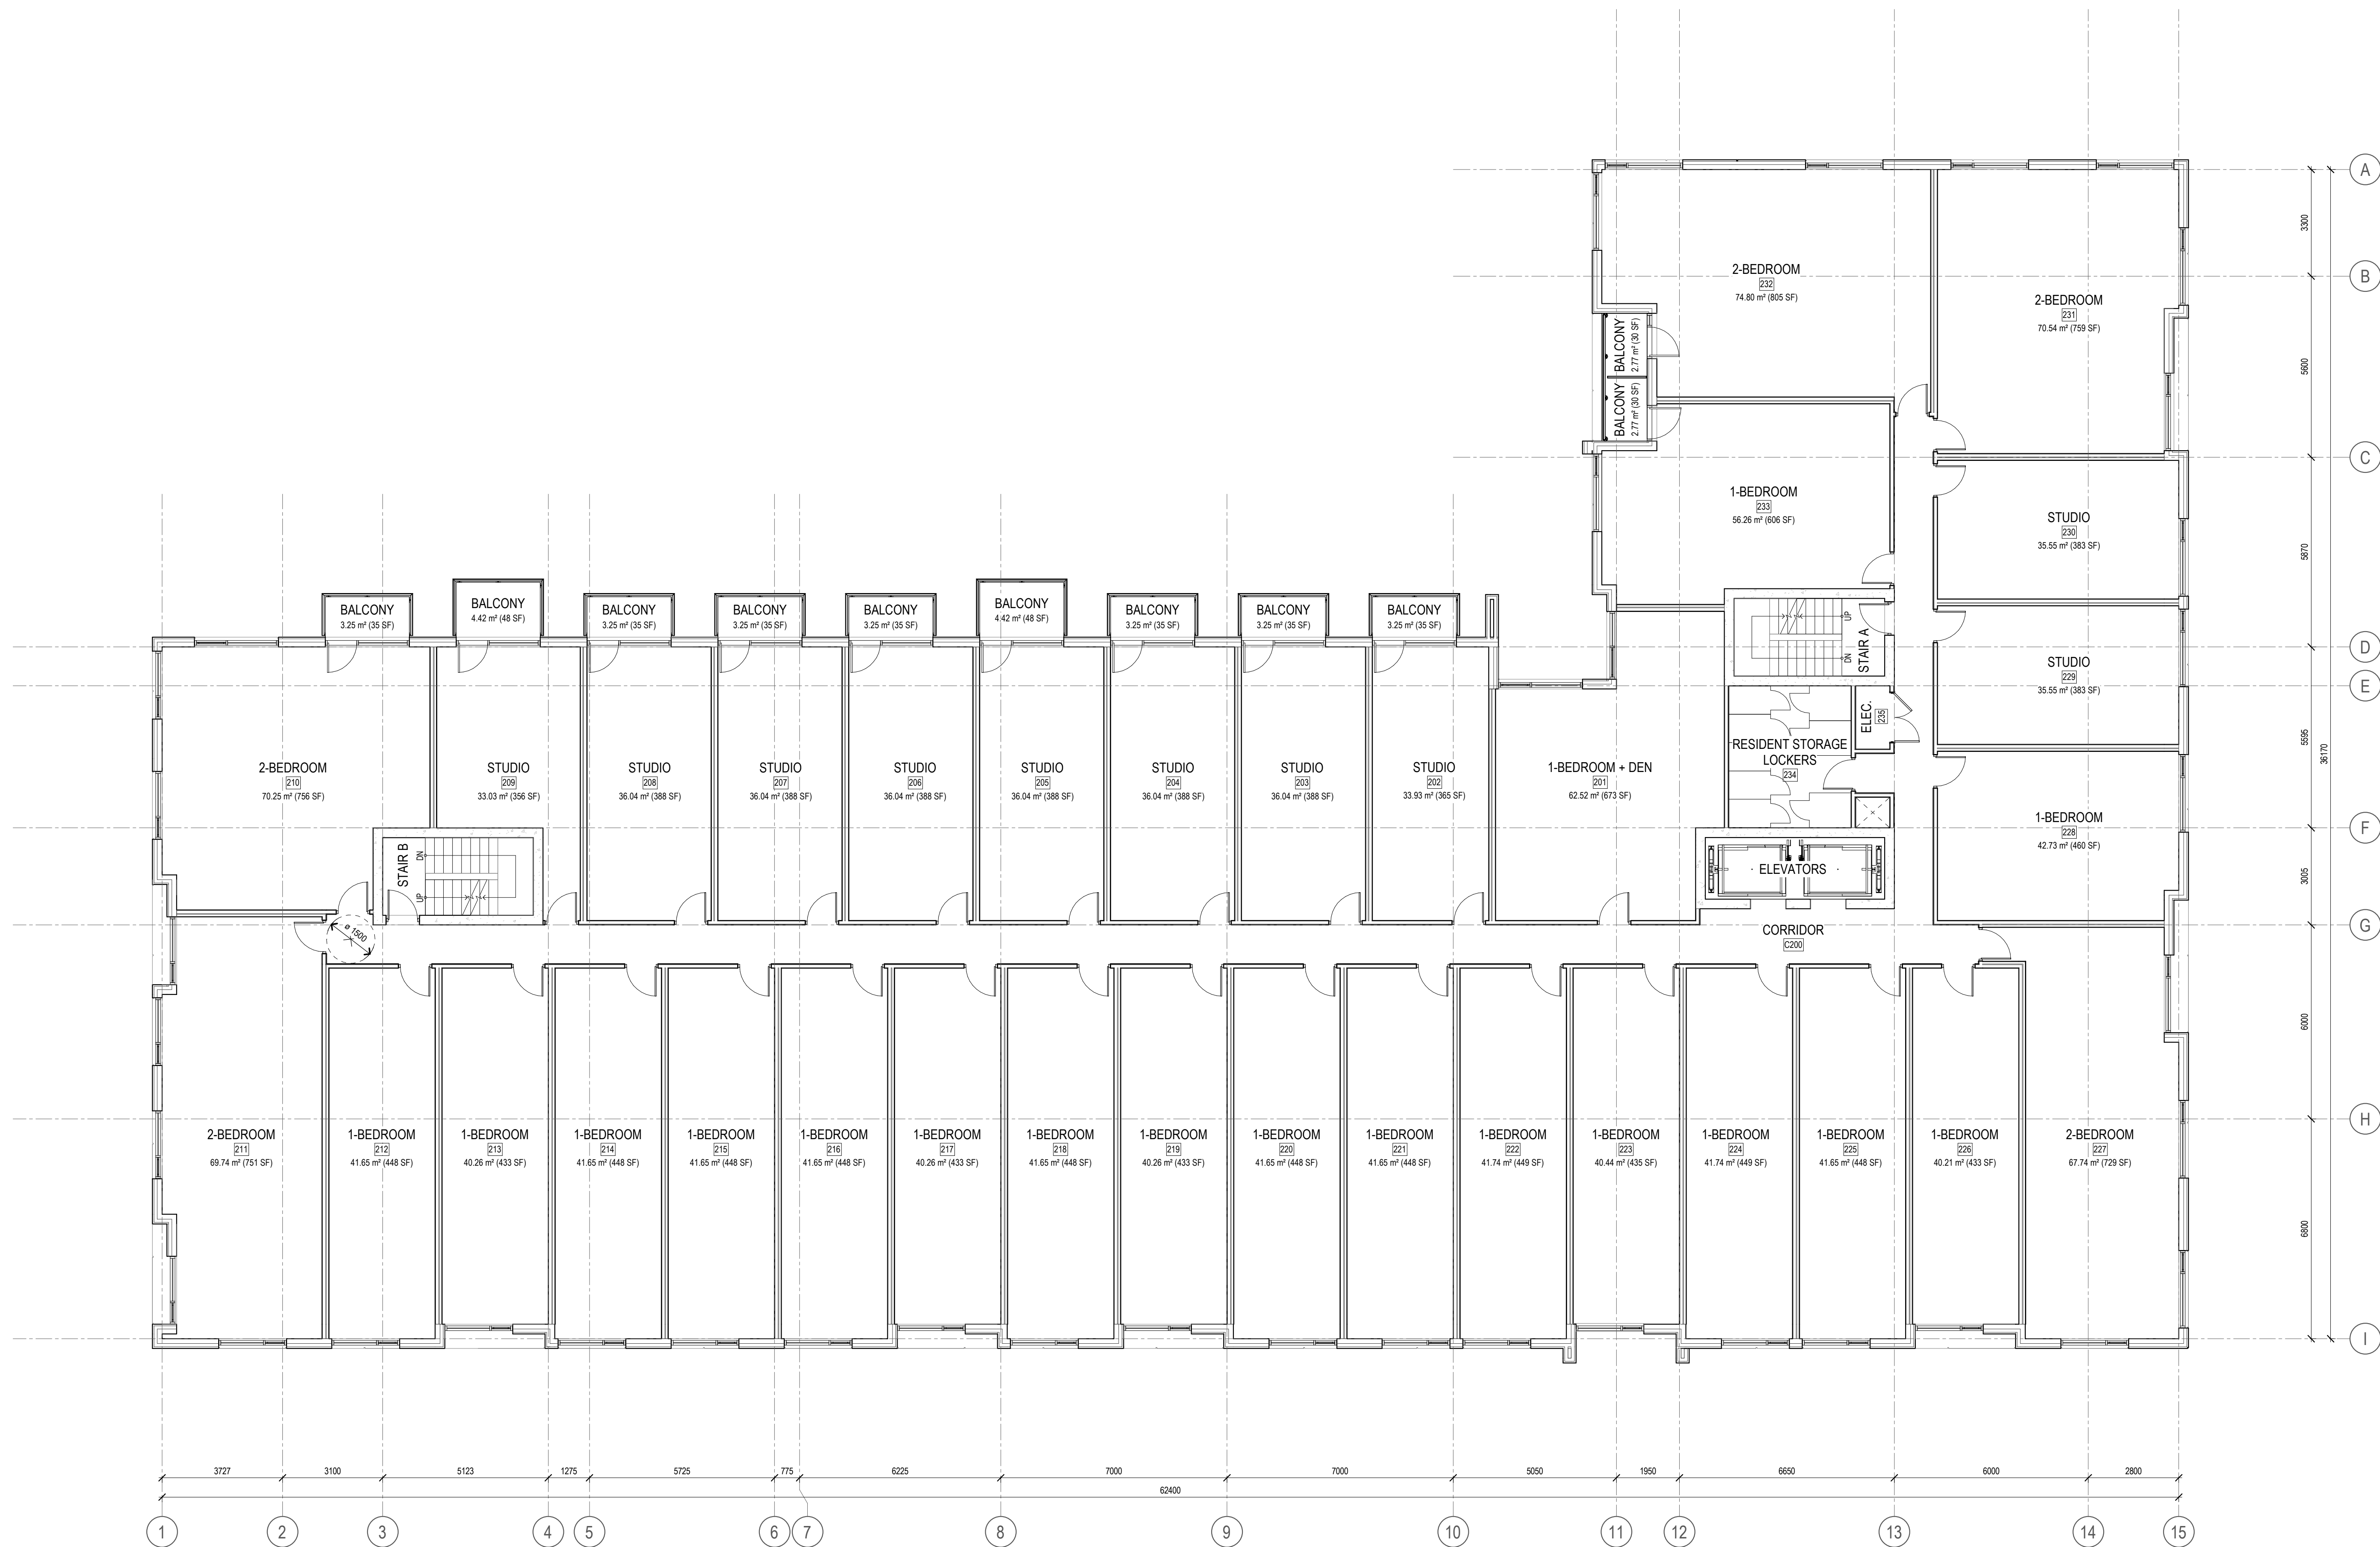 A
3300
2-BEDROOM
232
74.80 m² (805 SF)
B
2-BEDROOM
231
70.54 m² (759 SF)
BALCONY
2.77 m² (30 SF)
BALCONY
2.77 m² (30 SF)
5600
C
1-BEDROOM
233
56.26 m² (606 SF)
STUDIO
230
35.55 m² (383 SF)
5870
BALCONY
3.25 m² (35 SF)
BALCONY
4.42 m² (48 SF)
BALCONY
3.25 m² (35 SF)
BALCONY
3.25 m² (35 SF)
BALCONY
3.25 m² (35 SF)
BALCONY
4.42 m² (48 SF)
BALCONY
3.25 m² (35 SF)
BALCONY
3.25 m² (35 SF)
BALCONY
3.25 m² (35 SF)
UP
DN
STAIR A
D
STUDIO
229
35.55 m² (383 SF)
E
ELEC.
235
RESIDENT STORAGE
LOCKERS
234
5595
36170
2-BEDROOM
210
70.25 m² (756 SF)
STUDIO
209
33.03 m² (356 SF)
STUDIO
208
36.04 m² (388 SF)
STUDIO
207
36.04 m² (388 SF)
STUDIO
206
36.04 m² (388 SF)
STUDIO
205
36.04 m² (388 SF)
STUDIO
204
36.04 m² (388 SF)
STUDIO
203
36.04 m² (388 SF)
STUDIO
202
33.93 m² (365 SF)
1-BEDROOM + DEN
201
62.52 m² (673 SF)
1-BEDROOM
228
42.73 m² (460 SF)
F
STAIR B
DN
UP
ELEVATORS
3005
ø 1500
CORRIDOR
C200
G
6000
H
2-BEDROOM
211
69.74 m² (751 SF)
1-BEDROOM
212
41.65 m² (448 SF)
1-BEDROOM
213
40.26 m² (433 SF)
1-BEDROOM
214
41.65 m² (448 SF)
1-BEDROOM
215
41.65 m² (448 SF)
1-BEDROOM
216
41.65 m² (448 SF)
1-BEDROOM
217
40.26 m² (433 SF)
1-BEDROOM
218
41.65 m² (448 SF)
1-BEDROOM
219
40.26 m² (433 SF)
1-BEDROOM
220
41.65 m² (448 SF)
1-BEDROOM
221
41.65 m² (448 SF)
1-BEDROOM
222
41.74 m² (449 SF)
1-BEDROOM
223
40.44 m² (435 SF)
1-BEDROOM
224
41.74 m² (449 SF)
1-BEDROOM
225
41.65 m² (448 SF)
1-BEDROOM
226
40.21 m² (433 SF)
2-BEDROOM
227
67.74 m² (729 SF)
6800
I
3727 3100 5123 1275 5725 775 6225 7000 7000 5050 1950 6650 6000 2800
62400
1 2 3 4 5 6 7 8 9 10 11 12 13 14 15